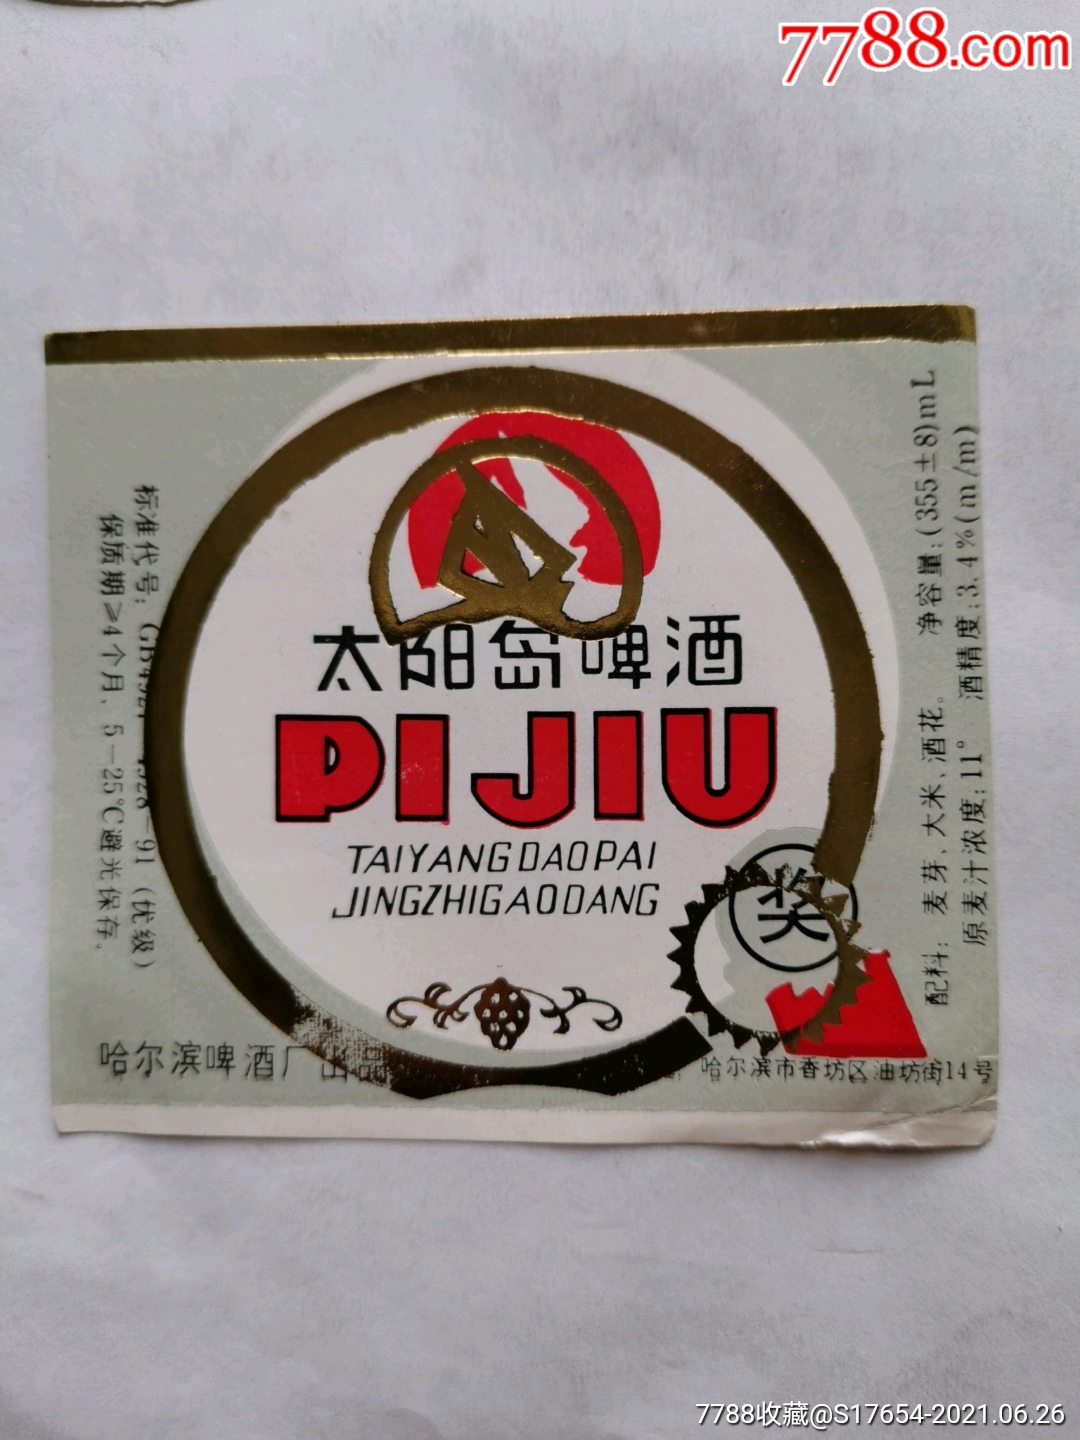 7788.com
太阳岛啤酒
PIJIU
TAIYANGDAOPAI
JINGZHIGAODANG
奖
标准代号：GB4927 4928—91（优级）
保质期≥4个月、5—25℃避光保存。
净容量:(355±8)mL
酒精度:3.4%(m/m)
配料：麦芽、大米、酒花。
原麦汁浓度:11°
哈尔滨啤酒厂出品
哈尔滨市香坊区油坊街14号
7788收藏@S17654-2021.06.26